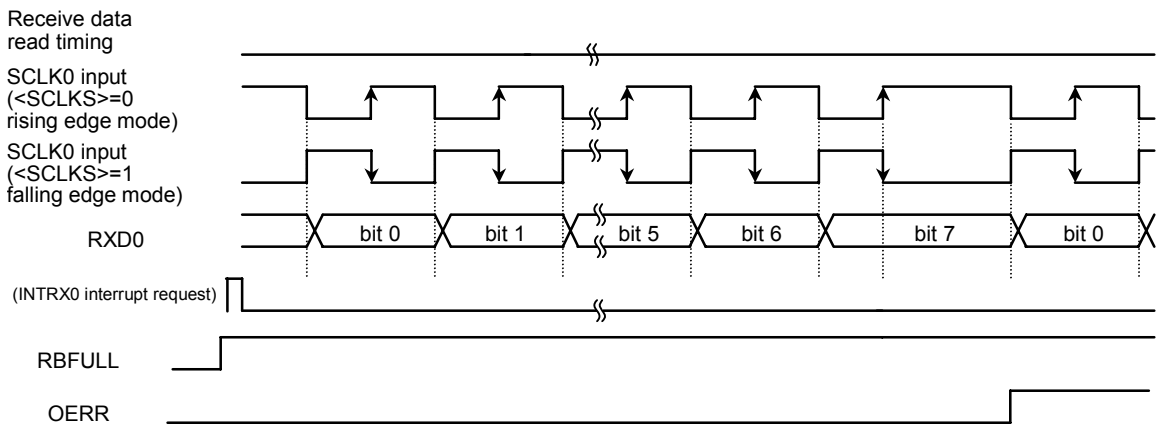 Receive data
read timing
SCLK0 input
(<SCLKS>=0
rising edge mode)
SCLK0 input
(<SCLKS>=1
falling edge mode)
RXD0
bit 0
bit 1
bit 5
bit 6
bit 7
bit 0
(INTRX0 interrupt request)
RBFULL
OERR